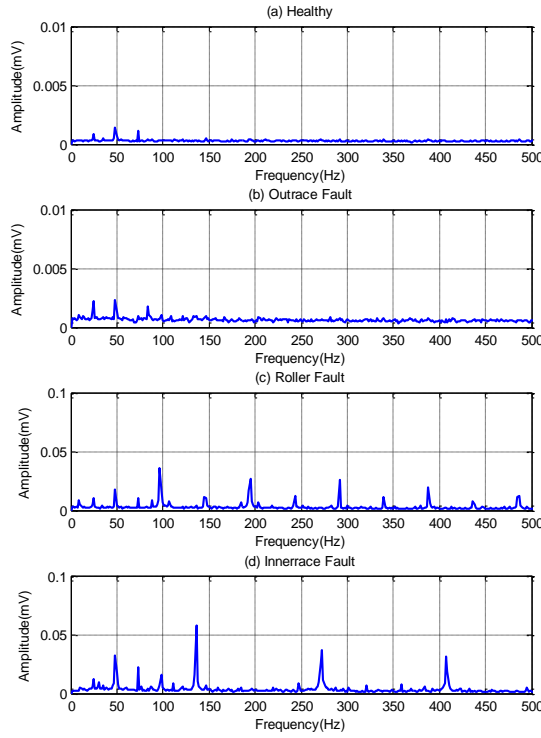 (a) Healthy
0.01
0.005
0
Amplitude(mV)
0 50 100 150 200 250 300 350 400 450 500
Frequency(Hz)
(b) Outrace Fault
0.01
0.005
0
Amplitude(mV)
0 50 100 150 200 250 300 350 400 450 500
Frequency(Hz)
(c) Roller Fault
0.1
0.05
0
Amplitude(mV)
0 50 100 150 200 250 300 350 400 450 500
Frequency(Hz)
(d) Innerrace Fault
0.1
0.05
0
Amplitude(mV)
0 50 100 150 200 250 300 350 400 450 500
Frequency(Hz)